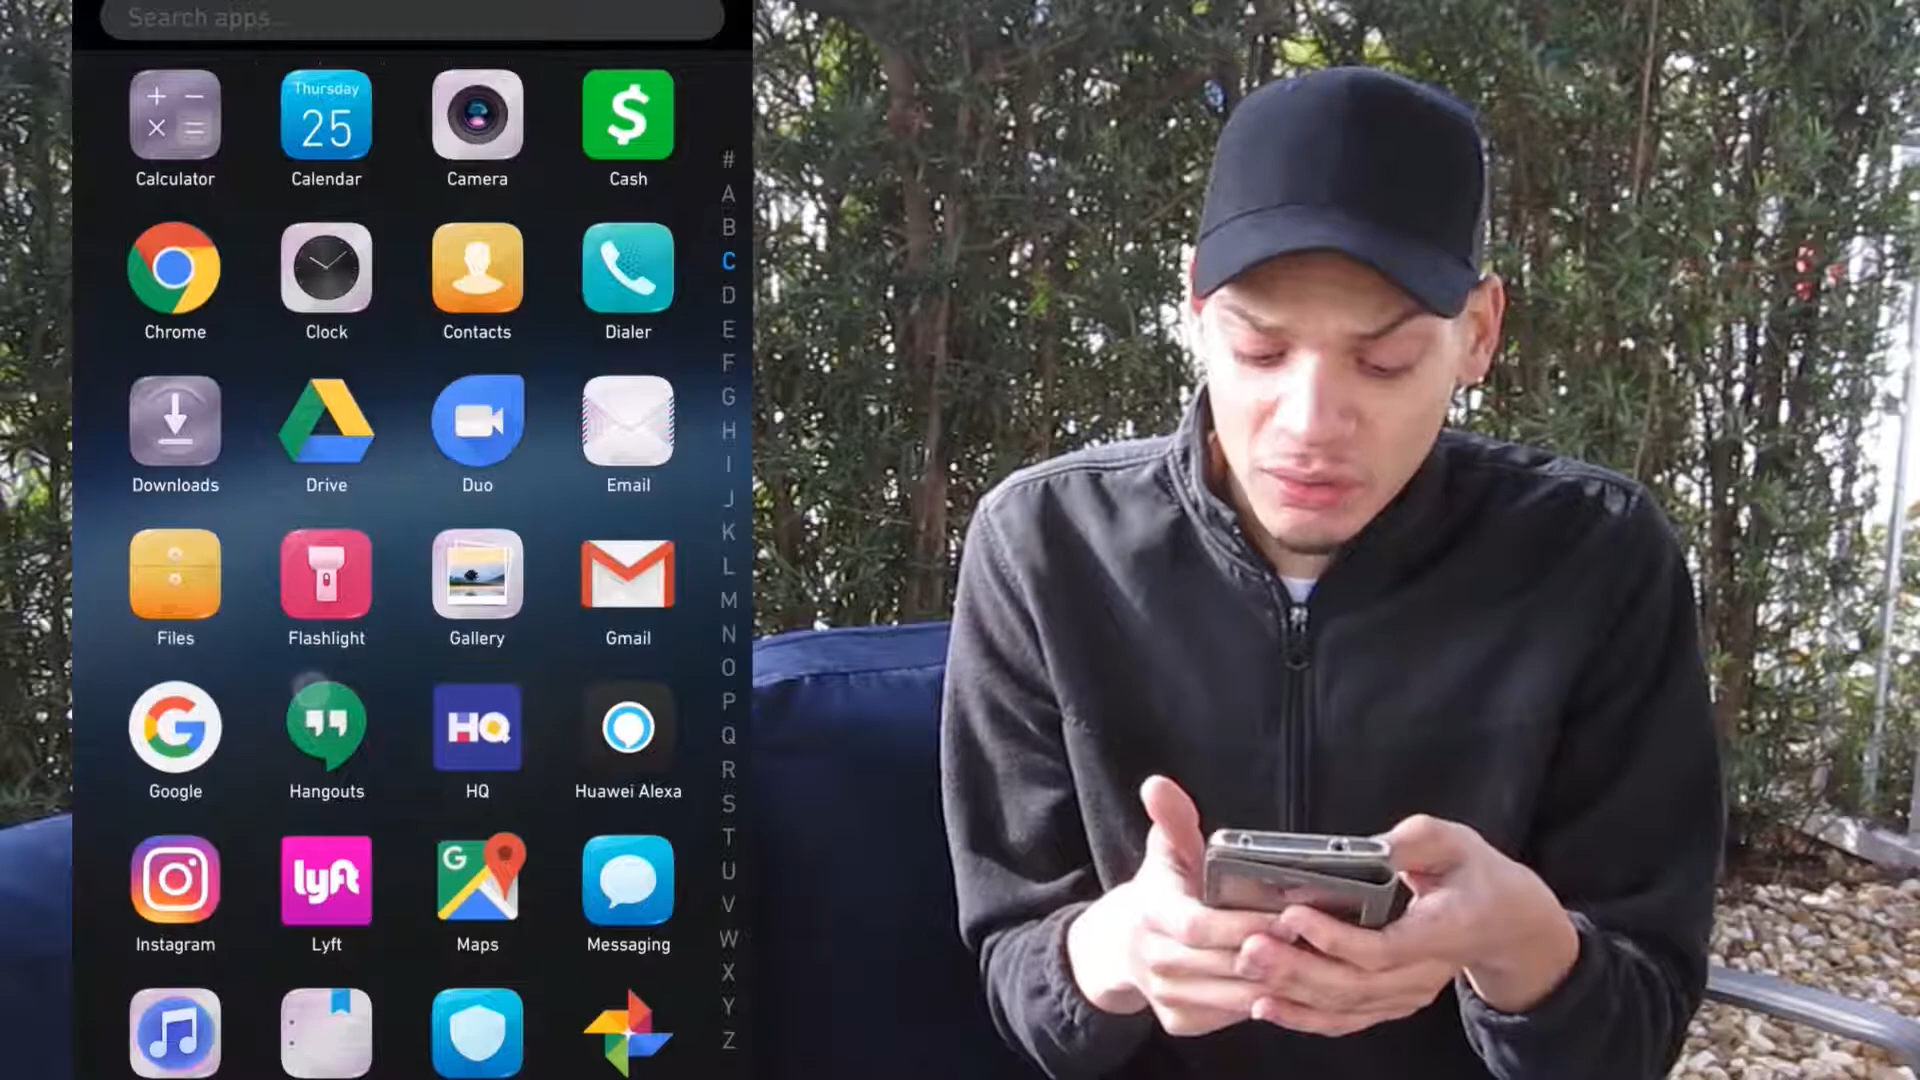 Search apps...
Thursday
25
Calculator
Calendar
Camera
Cash
Chrome
Clock
Contacts
Dialer
Downloads
Drive
Duo
Email
Files
Flashlight
Gallery
Gmail
G
HQ
Google
Hangouts
HQ
Huawei Alexa
lyft
G
Instagram
Lyft
Maps
Messaging
#
A
B
C
D
E
F
G
H
I
J
K
L
M
N
O
P
Q
R
S
T
U
V
W
X
Y
Z